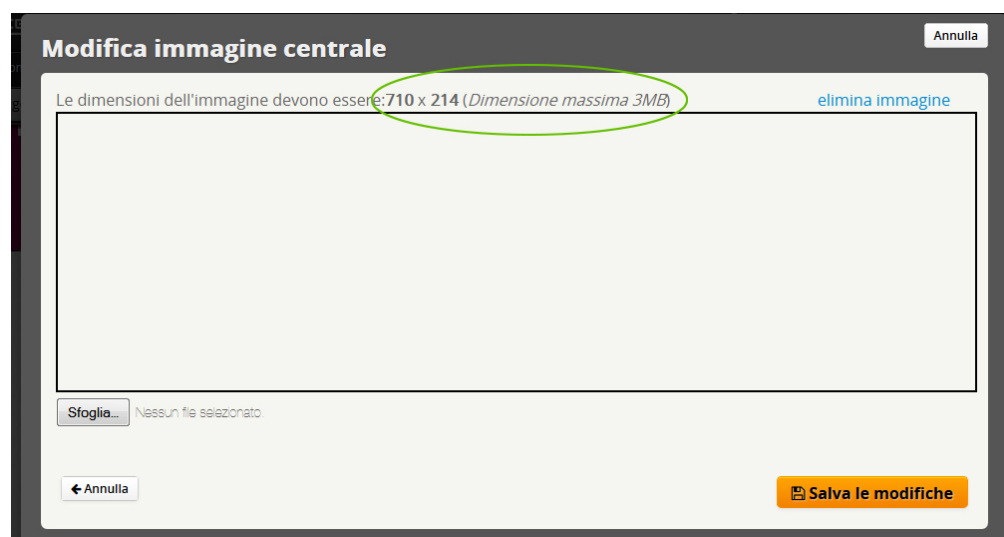 Annulla
Modifica immagine centrale
Le dimensioni dell'immagine devono essere:710 x 214 (Dimensione massima 3MB) elimina immagine
Sfoglia... Nessun file selezionato
Annulla Salva le modifiche